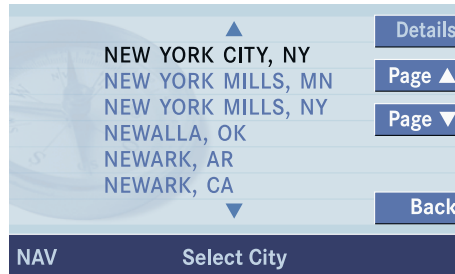 Details
NEW YORK CITY, NY
NEW YORK MILLS, MN
Page ▲
NEW YORK MILLS, NY
Page ▼
NEWALLA, OK
NEWARK, AR
NEWARK, CA
Back
NAV Select City